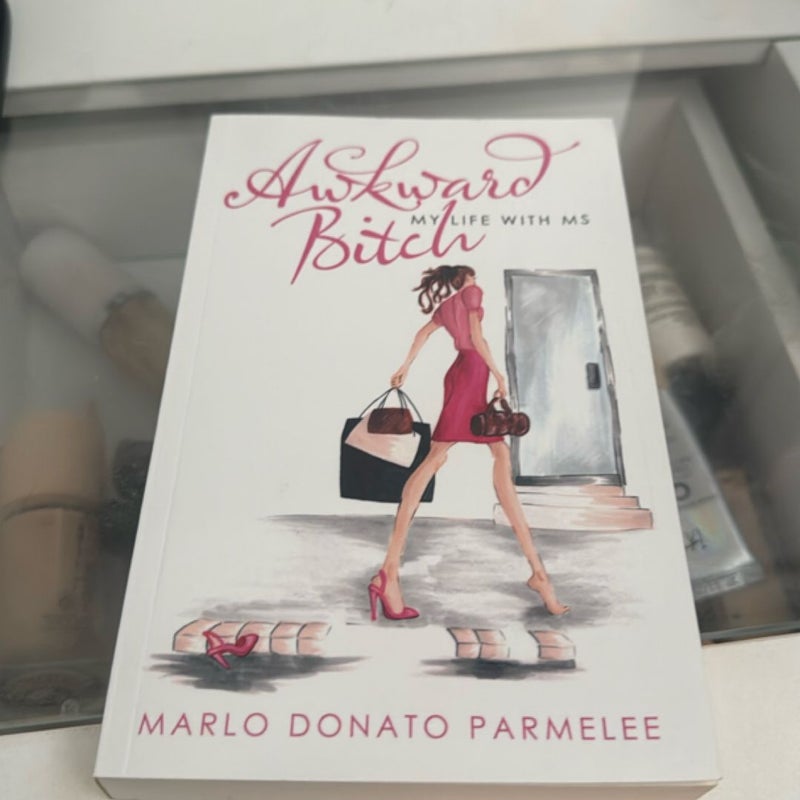 Awkward
MY LIFE WITH MS
Bitch
MARLO DONATO PARMELEE